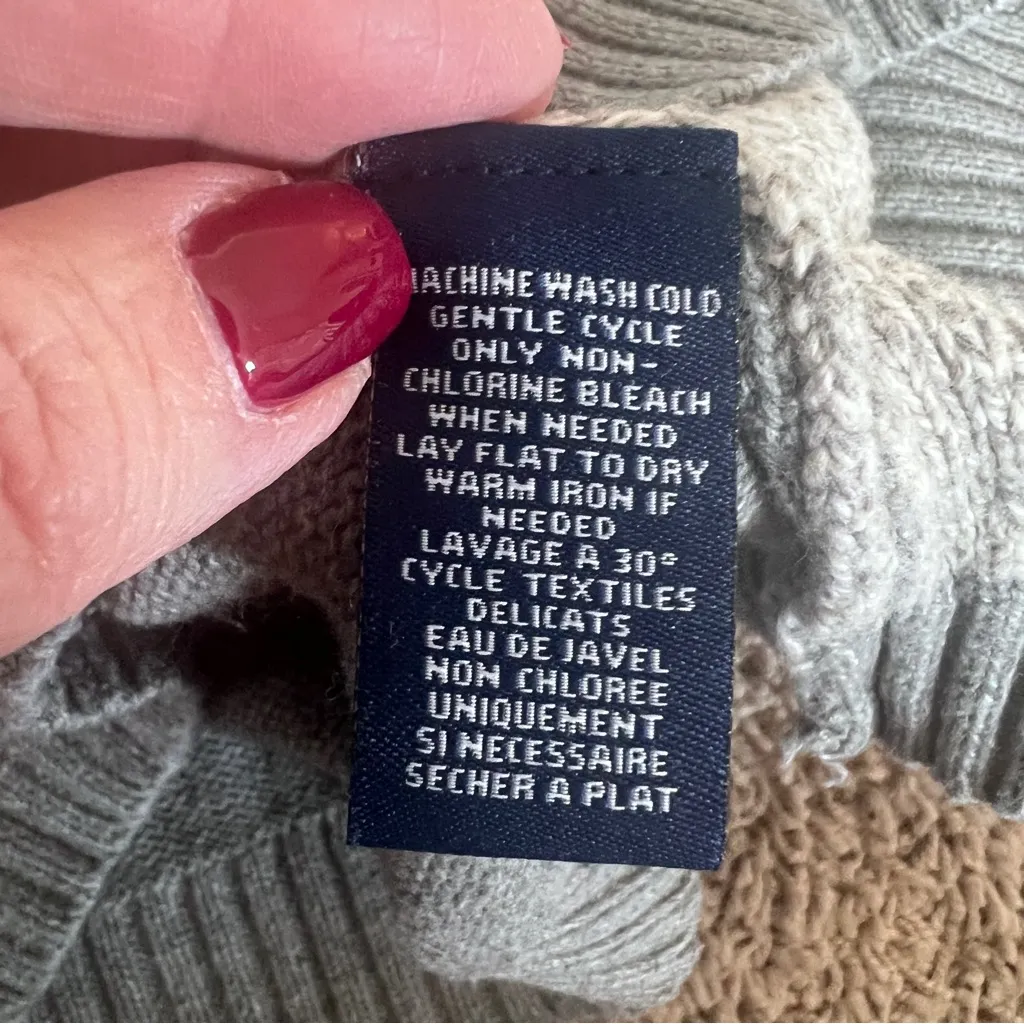 MACHINE WASH COLD
GENTLE CYCLE
ONLY NON-
CHLORINE BLEACH
WHEN NEEDED
LAY FLAT TO DRY
WARM IRON IF
NEEDED
LAVAGE A 30°
CYCLE TEXTILES
DELICATS
EAU DE JAVEL
NON CHLOREE
UNIQUEMENT
SI NECESSAIRE
SECHER A PLAT